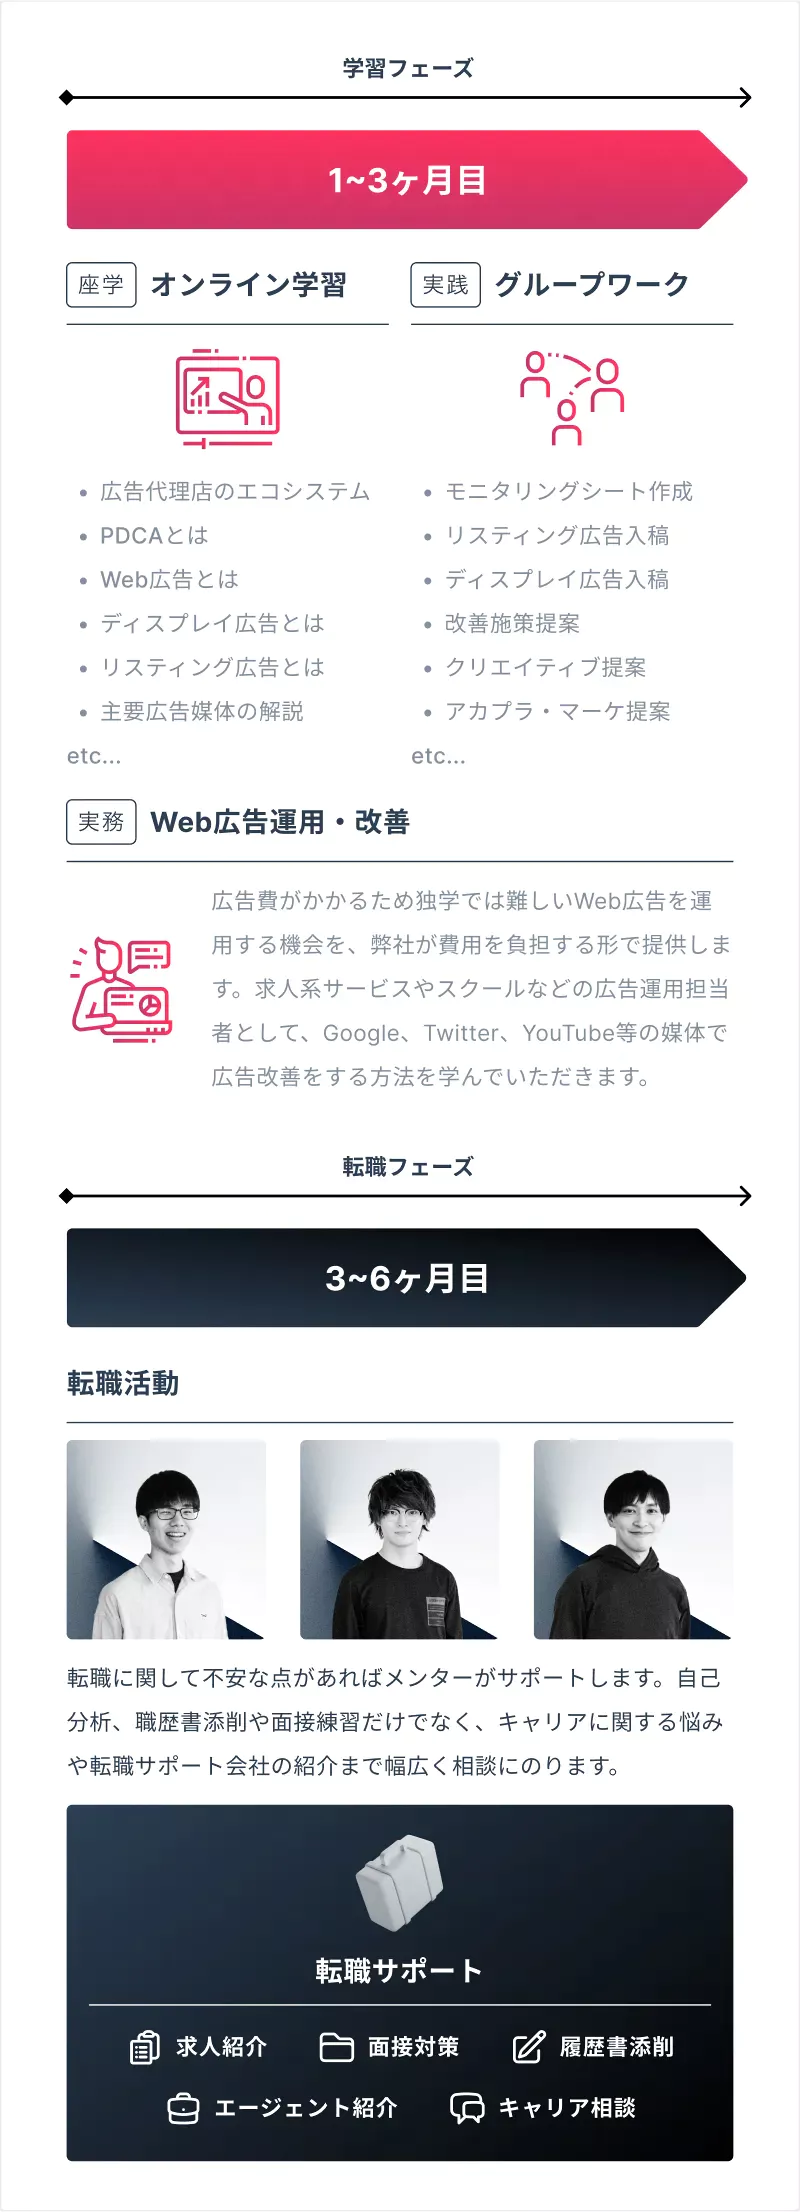 学習フェーズ
1~3ヶ月目
座学 オンライン学習
広告代理店のエコシステム
PDCAとは
Web広告とは
ディスプレイ広告とは
リスティング広告とは
主要広告媒体の解説
etc...
実践 グループワーク
モニタリングシート作成
リスティング広告入稿
ディスプレイ広告入稿
改善施策提案
クリエイティブ提案
アカプラ・マーケ提案
etc...
実務 Web広告運用・改善
広告費がかかるため独学では難しいWeb広告を運
用する機会を、弊社が費用を負担する形で提供しま
す。求人系サービスやスクールなどの広告運用担当
者として、Google、Twitter、YouTube等の媒体で
広告改善をする方法を学んでいただきます。
転職フェーズ
3~6ヶ月目
転職活動
転職に関して不安な点があればメンターがサポートします。自己
分析、職歴書添削や面接練習だけでなく、キャリアに関する悩み
や転職サポート会社の紹介まで幅広く相談にのります。
転職サポート
求人紹介 面接対策 履歴書添削
エージェント紹介 キャリア相談